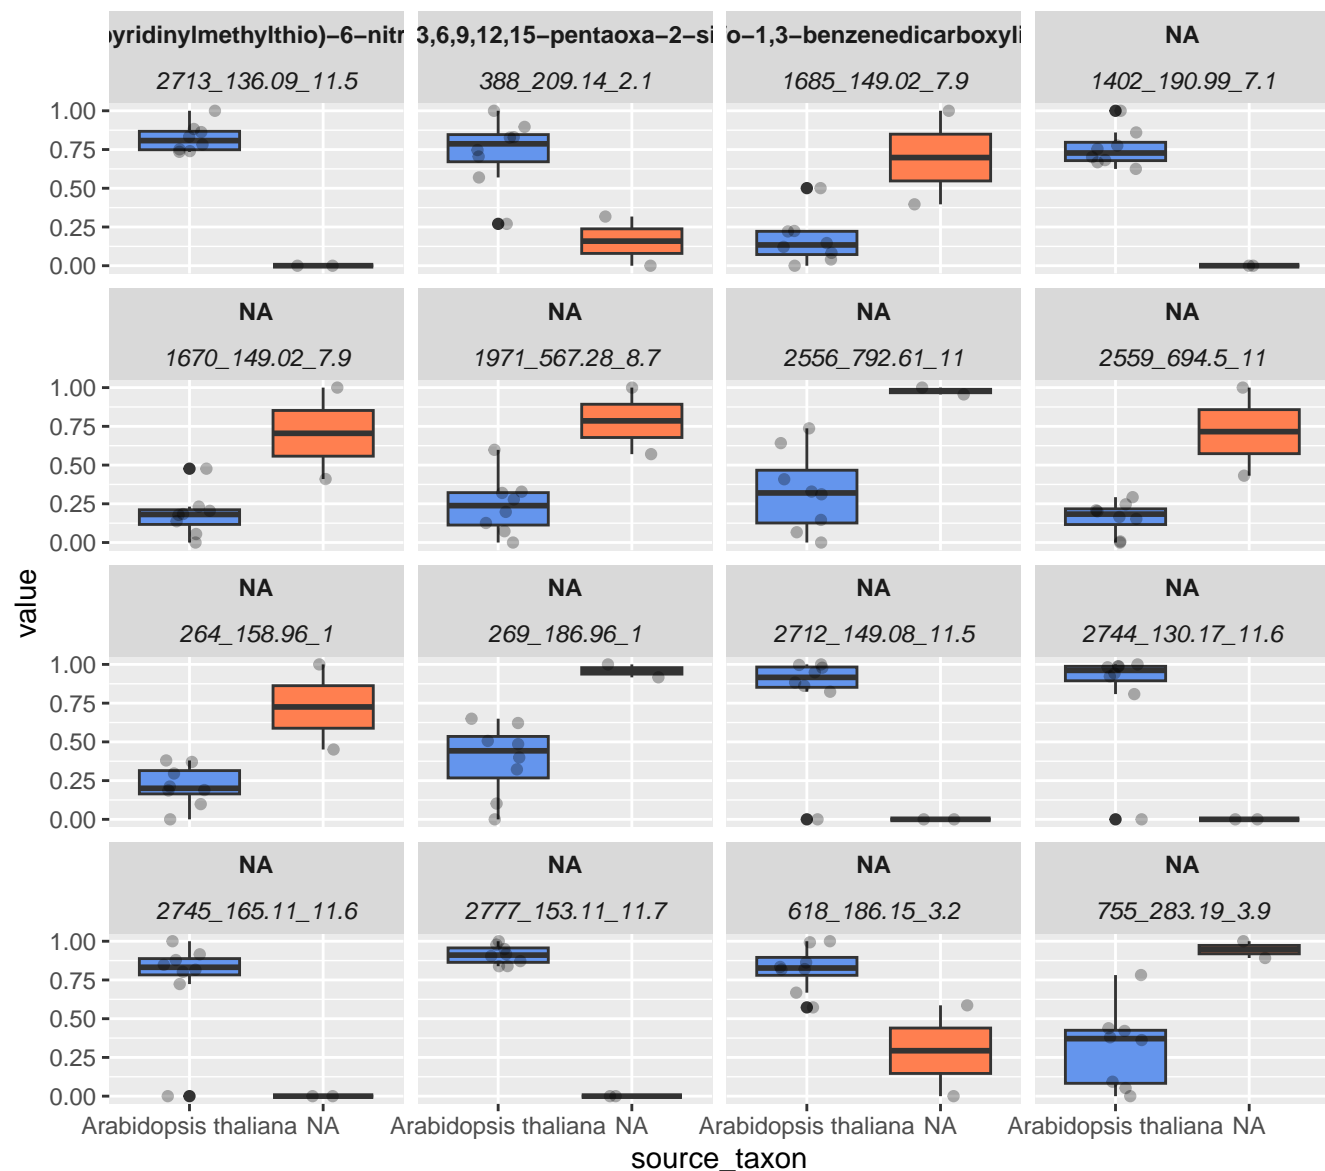 pyridinylmethylthio)−6−nitr 3,6,9,12,15−pentaoxa−2−si o−1,3−benzenedicarboxyli NA
2713_136.09_11.5 388_209.14_2.1 1685_149.02_7.9 1402_190.99_7.1
1.00
0.75
0.50
0.25
0.00
NA NA NA NA
1670_149.02_7.9 1971_567.28_8.7 2556_792.61_11 2559_694.5_11
1.00
0.75
0.50
0.25
0.00
value
NA NA NA NA
264_158.96_1 269_186.96_1 2712_149.08_11.5 2744_130.17_11.6
1.00
0.75
0.50
0.25
0.00
NA NA NA NA
2745_165.11_11.6 2777_153.11_11.7 618_186.15_3.2 755_283.19_3.9
1.00
0.75
0.50
0.25
0.00
Arabidopsis thaliana NA Arabidopsis thaliana NA Arabidopsis thaliana NA Arabidopsis thaliana NA
source_taxon